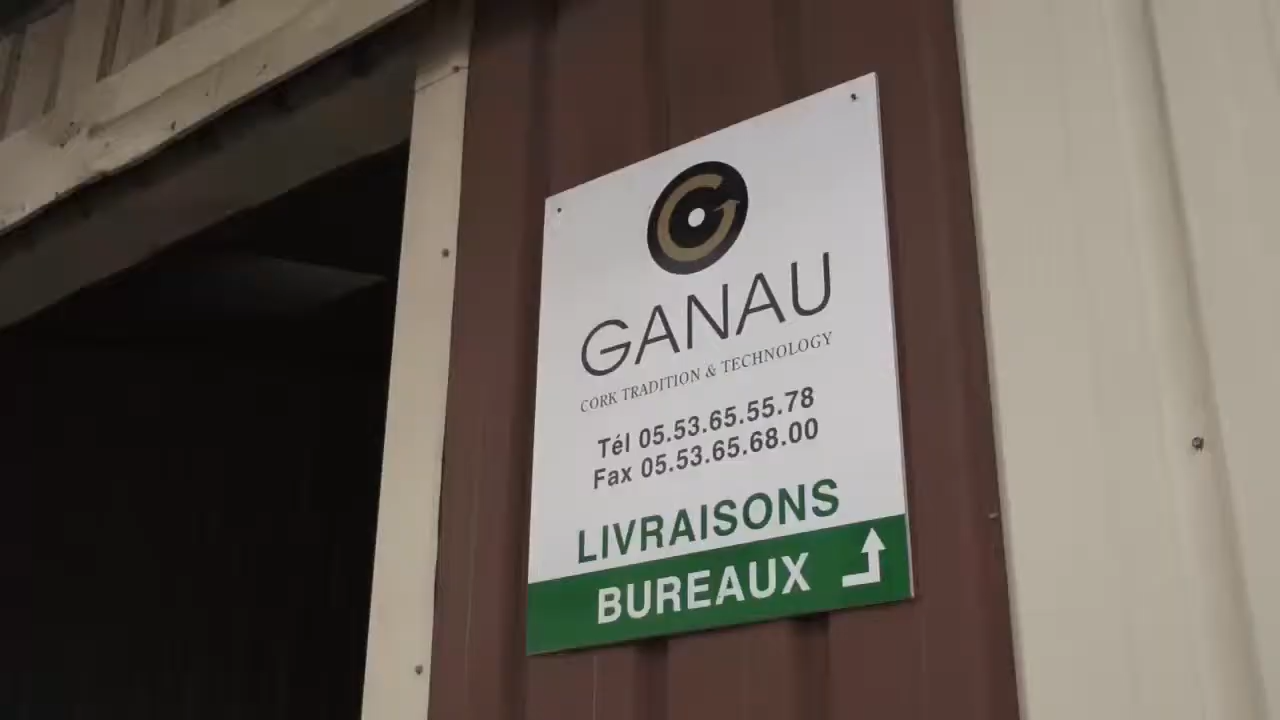 GANAU
CORK TRADITION & TECHNOLOGY
Tél 05.53.65.55.78
Fax 05.53.65.68.00
LIVRAISONS
BUREAUX